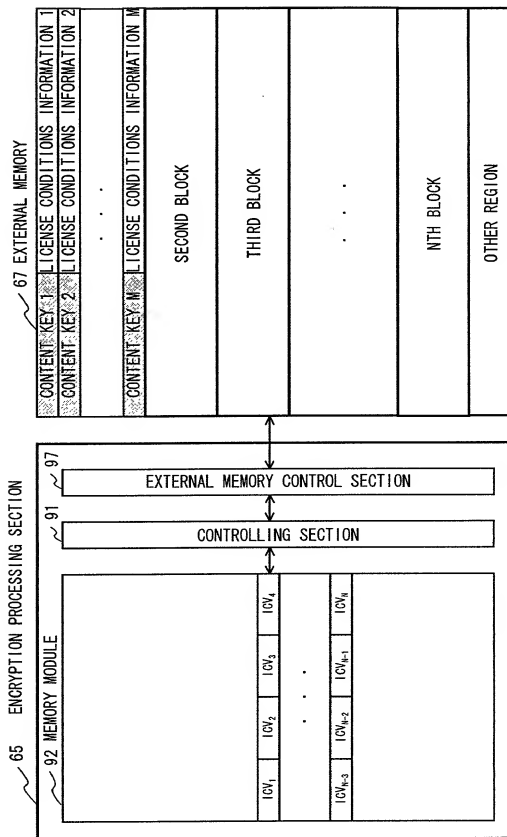 65 ENCRYPTION PROCESSING SECTION
92 MEMORY MODULE
ICV1 ICV2 ICV3 ICV4
. . .
ICVN-3 ICVN-2 ICVN-1 ICVN
91
CONTROLLING SECTION
97
EXTERNAL MEMORY CONTROL SECTION
67 EXTERNAL MEMORY
CONTENT KEY 1 LICENSE CONDITIONS INFORMATION 1
CONTENT KEY 2 LICENSE CONDITIONS INFORMATION 2
. . .
CONTENT KEY M LICENSE CONDITIONS INFORMATION M
SECOND BLOCK
THIRD BLOCK
. . .
NTH BLOCK
OTHER REGION